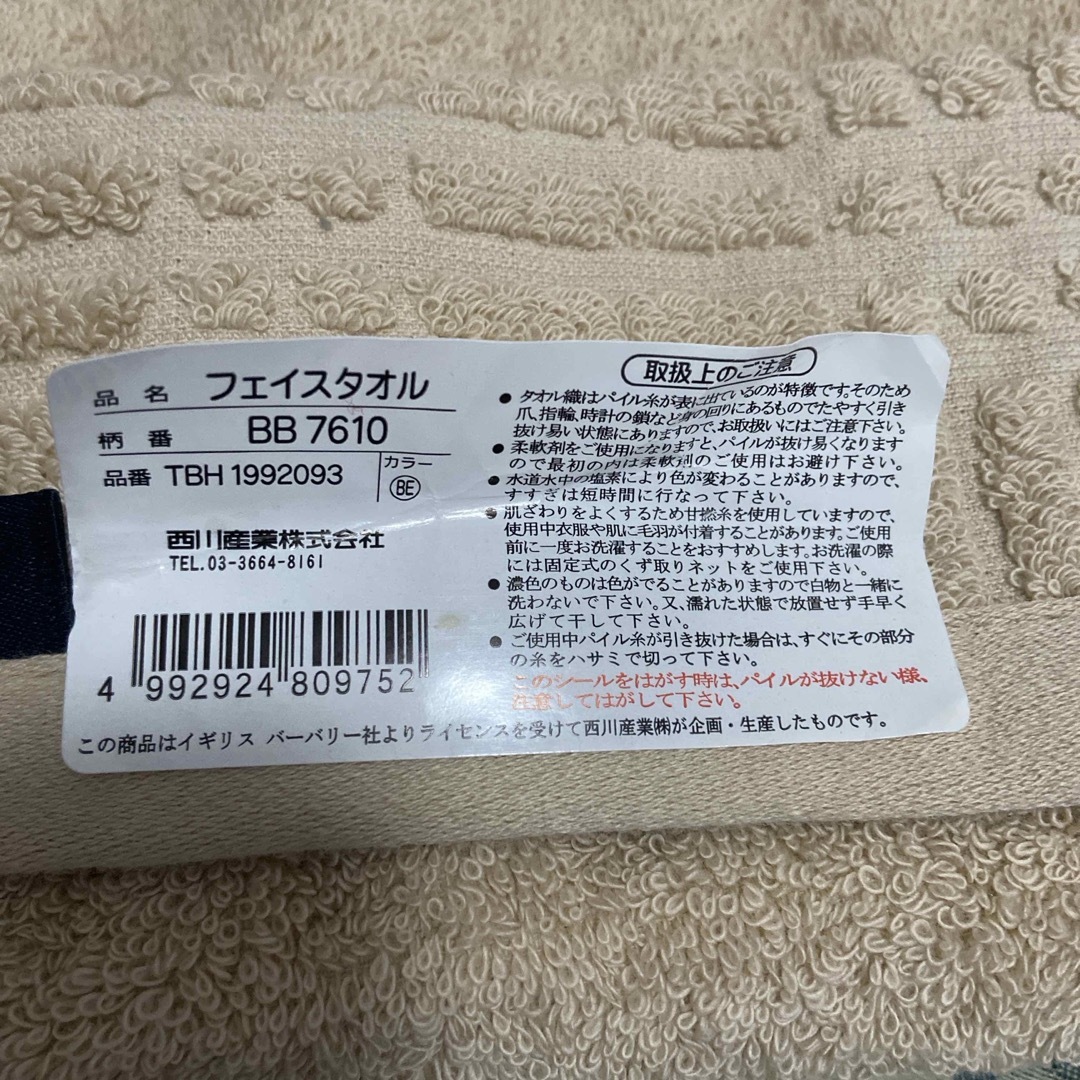 品名 フェイスタオル
柄番 BB 7610
品番 TBH 1992093
カラー
BE
西川産業株式会社
TEL.03-3664-8161
4 992924 809752
取扱上のご注意
● タオル織はパイル糸が表に出ているのが特徴です。そのため
爪、指輪、時計の鎖など身の回りにあるものでたやすく引き
抜け易い状態にありますので、お取扱いにはご注意下さい。
● 柔軟剤をご使用になりますと、パイルが抜け易くなります
ので最初の内は柔軟剤のご使用はお避け下さい。
● 水道水中の塩素により色が変わることがありますので、
すすぎは短時間に行なって下さい。
● 肌ざわりをよくするため甘撚糸を使用していますので、
使用中衣服や肌に毛羽が付着することがあります。ご使用
前に一度お洗濯することをおすすめします。お洗濯の際
には固定式のくず取りネットをご使用下さい。
● 濃色のものは色がでることがありますので白物と一緒に
洗わないで下さい。又、濡れた状態で放置せず手早く
広げて干して下さい。
● ご使用中パイル糸が引き抜けた場合は、すぐにその部分
の糸をハサミで切って下さい。
このシールをはがす時は、パイルが抜けない様、
注意してはがして下さい。
この商品はイギリス バーバリー社よりライセンスを受けて西川産業㈱が企画・生産したものです。